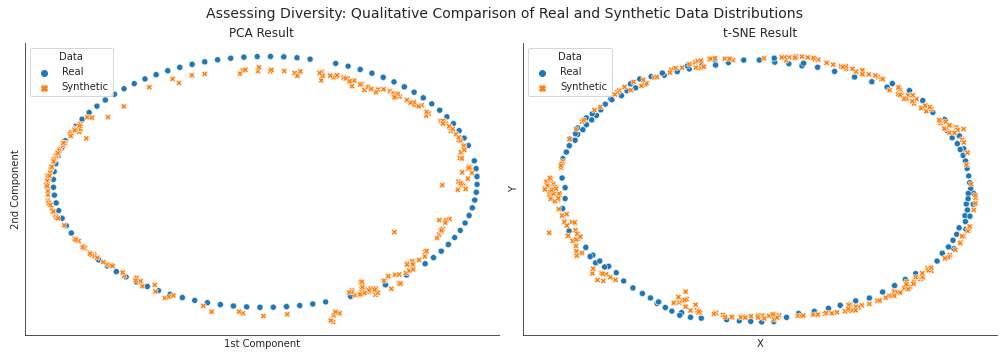 Assessing Diversity: Qualitative Comparison of Real and Synthetic Data Distributions
PCA Result
Data
Real
Synthetic
2nd Component
1st Component
t-SNE Result
Data
Real
Synthetic
Y
X